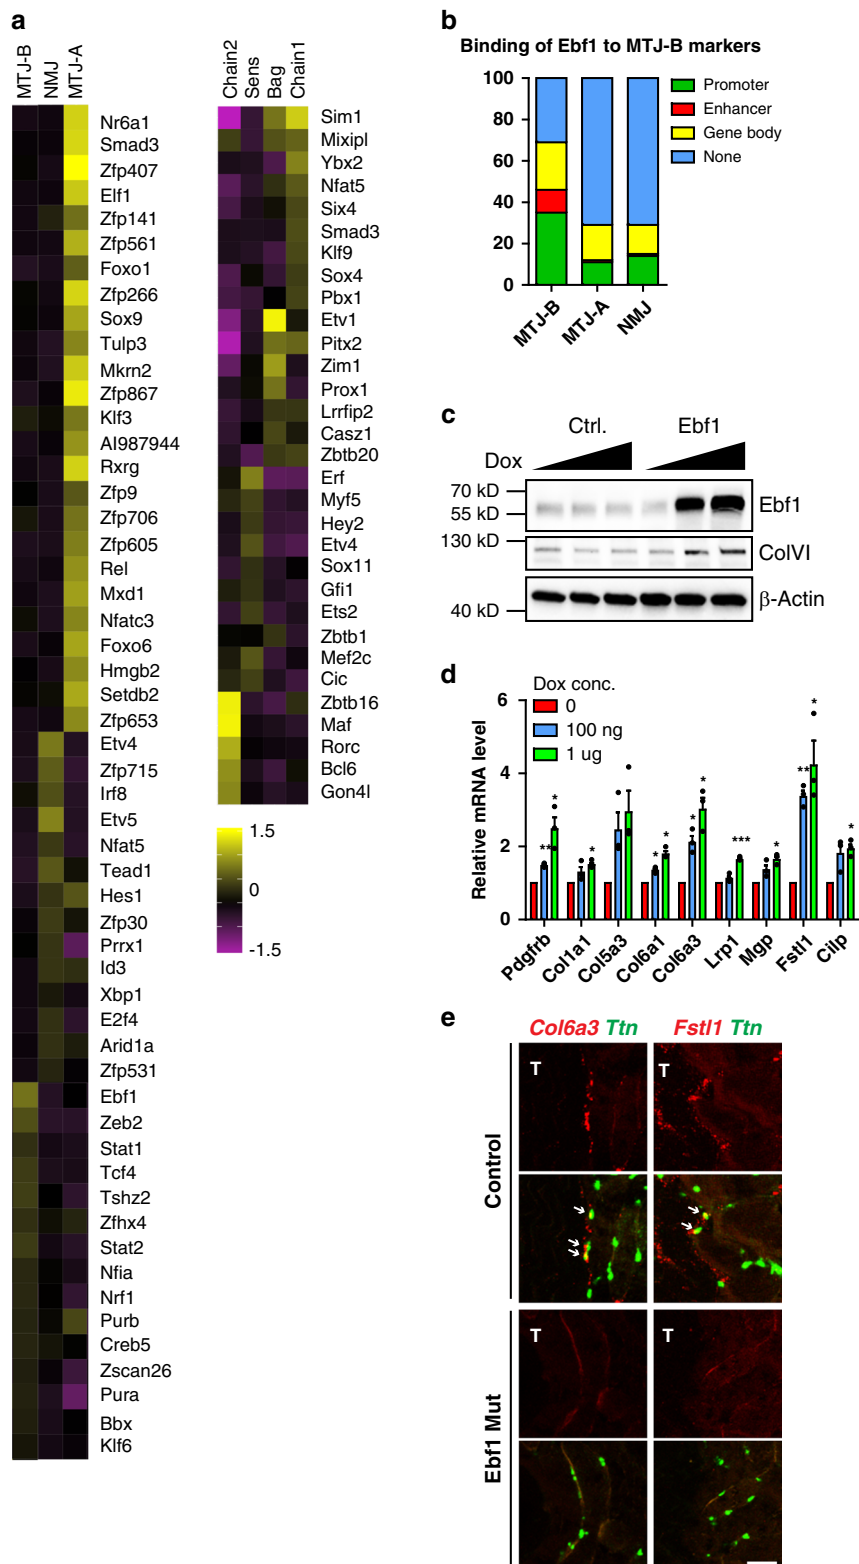 a
MTJ-B
NMJ
MTJ-A
Nr6a1
Smad3
Zfp407
Elf1
Zfp141
Zfp561
Foxo1
Zfp266
Sox9
Tulp3
Mkrn2
Zfp867
Klf3
AI987944
Rxrg
Zfp9
Zfp706
Zfp605
Rel
Mxd1
Nfatc3
Foxo6
Hmgb2
Setdb2
Zfp653
Etv4
Zfp715
Irf8
Etv5
Nfat5
Tead1
Hes1
Zfp30
Prrx1
Id3
Xbp1
E2f4
Arid1a
Zfp531
Ebf1
Zeb2
Stat1
Tcf4
Tshz2
Zfhx4
Stat2
Nfia
Nrf1
Purb
Creb5
Zscan26
Pura
Bbx
Klf6
Chain2
Sens
Bag
Chain1
Sim1
Mixipl
Ybx2
Nfat5
Six4
Smad3
Klf9
Sox4
Pbx1
Etv1
Pitx2
Zim1
Prox1
Lrrfip2
Casz1
Zbtb20
Erf
Myf5
Hey2
Etv4
Sox11
Gfi1
Ets2
Zbtb1
Mef2c
Cic
Zbtb16
Maf
Rorc
Bcl6
Gon4l
1.5
0
-1.5
b
Binding of Ebf1 to MTJ-B markers
100
80
60
40
20
0
MTJ-B
MTJ-A
NMJ
Promoter
Enhancer
Gene body
None
c
Ctrl.
Ebf1
Dox
70 kD
55 kD
Ebf1
130 kD
ColVI
40 kD
β-Actin
d
Relative mRNA level
6
4
2
0
Dox conc.
0
100 ng
1 ug
**
*
*
*
*
*
*
***
*
**
*
*
Pdgfrb
Col1a1
Col5a3
Col6a1
Col6a3
Lrp1
Mgp
Fstl1
Cilp
e
Col6a3 Ttn
Fstl1 Ttn
Control
T
T
Ebf1 Mut
T
T